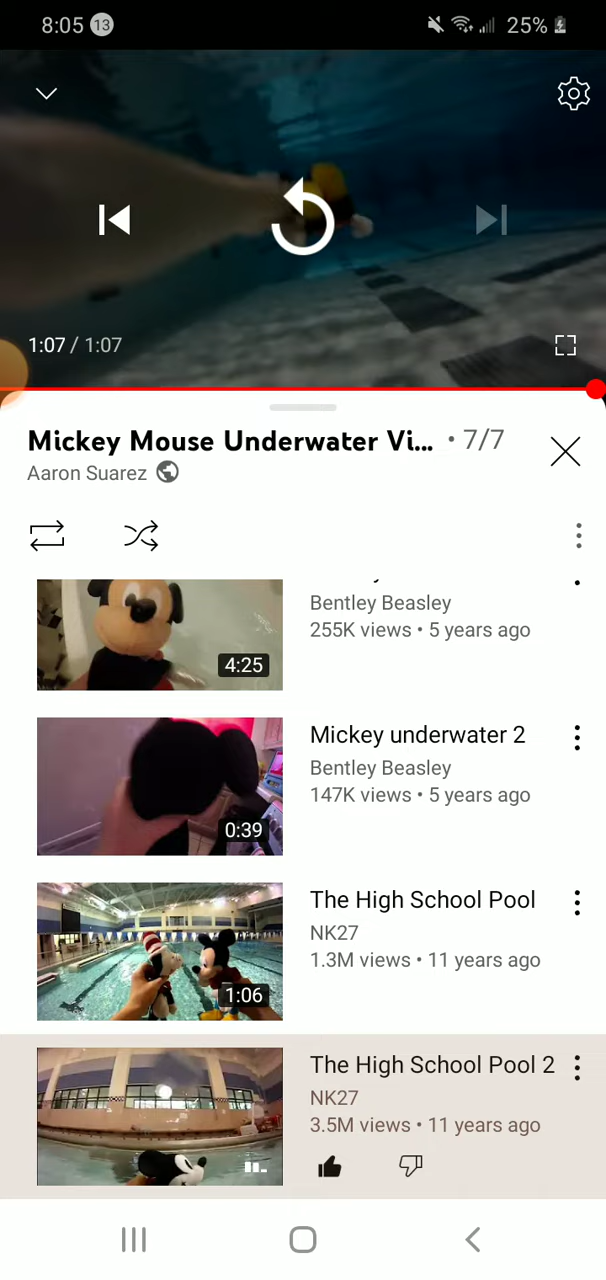 8:05 13 25%
1:07 / 1:07
Mickey Mouse Underwater Vi... • 7/7
Aaron Suarez
Bentley Beasley
255K views • 5 years ago
4:25
Mickey underwater 2
Bentley Beasley
147K views • 5 years ago
0:39
The High School Pool
NK27
1.3M views • 11 years ago
1:06
The High School Pool 2
NK27
3.5M views • 11 years ago